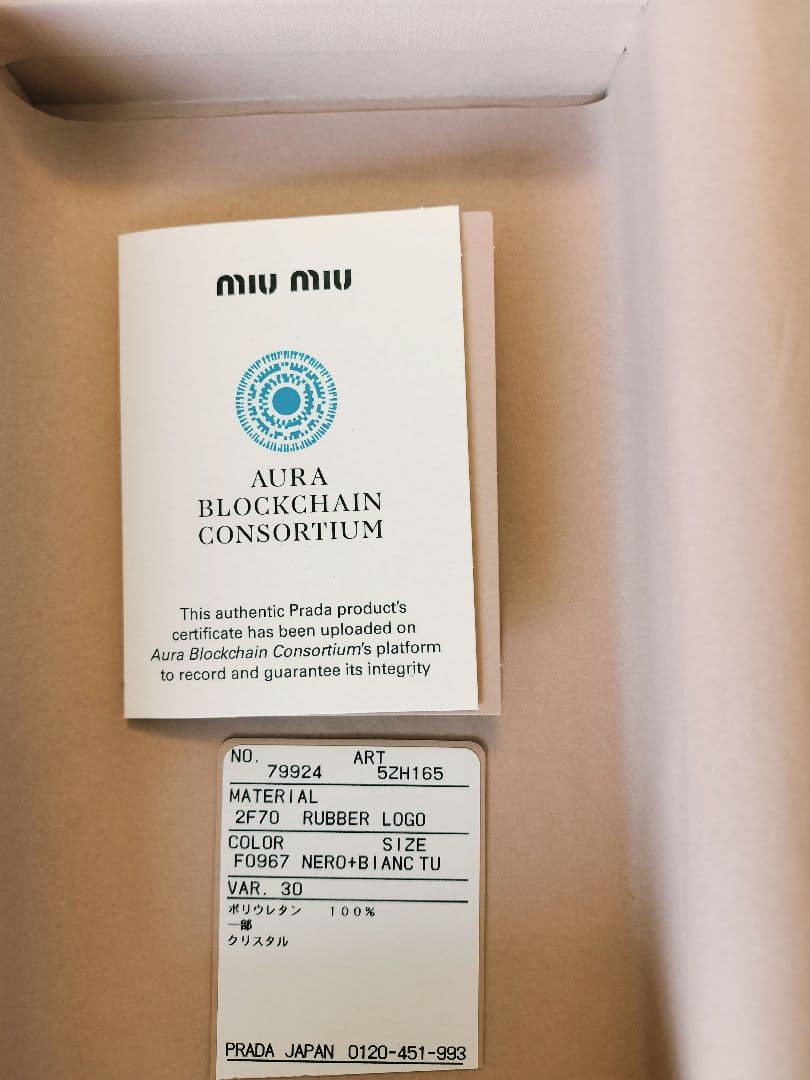 miu miu
AURA
BLOCKCHAIN
CONSORTIUM
This authentic Prada product's
certificate has been uploaded on
Aura Blockchain Consortium's platform
to record and guarantee its integrity
NO. ART
79924 5ZH165
MATERIAL
2F70 RUBBER LOGO
COLOR SIZE
F0967 NERO+BIANC TU
VAR. 30
ポリウレタン 100%
一部
クリスタル
PRADA JAPAN 0120-451-993